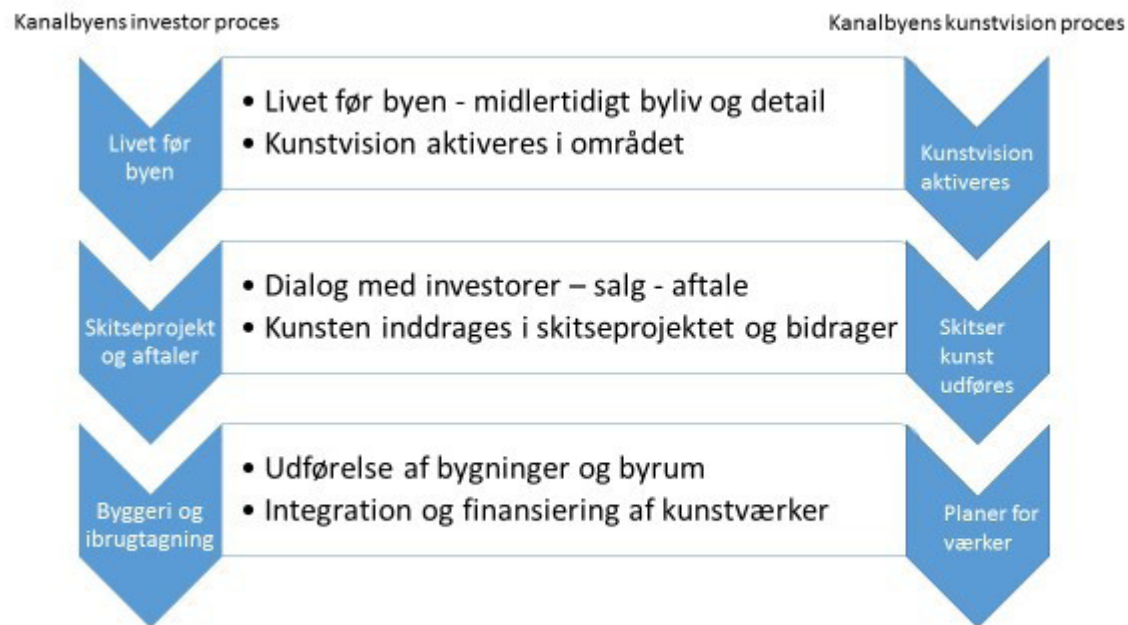 Kanalbyens investor proces
Kanalbyens kunstvision proces
Livet før
byen
• Livet før byen - midlertidigt byliv og detail
• Kunstvision aktiveres i området
Kunstvision
aktiveres
Skitseprojekt
og aftaler
• Dialog med investorer – salg - aftale
• Kunsten inddrages i skitseprojektet og bidrager
Skitser
kunst
udføres
Byggeri og
ibrugtagning
• Udførelse af bygninger og byrum
• Integration og finansiering af kunstværker
Planer for
værker